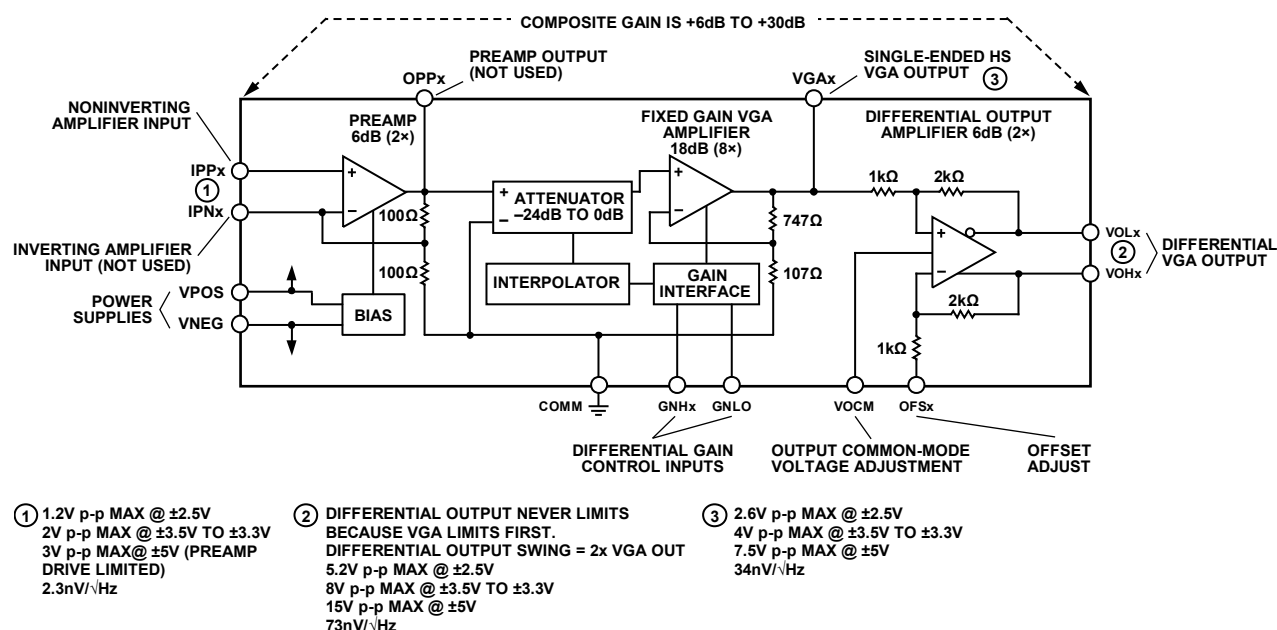 COMPOSITE GAIN IS +6dB TO +30dB
PREAMP OUTPUT
(NOT USED)
OPPx
SINGLE-ENDED HS
VGA OUTPUT ③
VGAx
NONINVERTING
AMPLIFIER INPUT
PREAMP
6dB (2×)
FIXED GAIN VGA
AMPLIFIER
18dB (8×)
DIFFERENTIAL OUTPUT
AMPLIFIER 6dB (2×)
IPPx
①
IPNx
INVERTING AMPLIFIER
INPUT (NOT USED)
+
–
100Ω
100Ω
+
–
ATTENUATOR
–24dB TO 0dB
+
–
747Ω
107Ω
1kΩ
2kΩ
+
–
2kΩ
1kΩ
VOLx
②
VOHx
DIFFERENTIAL
VGA OUTPUT
INTERPOLATOR
GAIN
INTERFACE
POWER
SUPPLIES
VPOS
VNEG
BIAS
COMM
GNHx
GNLO
VOCM
OFSx
DIFFERENTIAL GAIN
CONTROL INPUTS
OUTPUT COMMON-MODE
VOLTAGE ADJUSTMENT
OFFSET
ADJUST
① 1.2V p-p MAX @ ±2.5V
2V p-p MAX @ ±3.5V TO ±3.3V
3V p-p MAX@ ±5V (PREAMP
DRIVE LIMITED)
2.3nV/√Hz
② DIFFERENTIAL OUTPUT NEVER LIMITS
BECAUSE VGA LIMITS FIRST.
DIFFERENTIAL OUTPUT SWING = 2x VGA OUT
5.2V p-p MAX @ ±2.5V
8V p-p MAX @ ±3.5V TO ±3.3V
15V p-p MAX @ ±5V
73nV/√Hz
③ 2.6V p-p MAX @ ±2.5V
4V p-p MAX @ ±3.5V TO ±3.3V
7.5V p-p MAX @ ±5V
34nV/√Hz